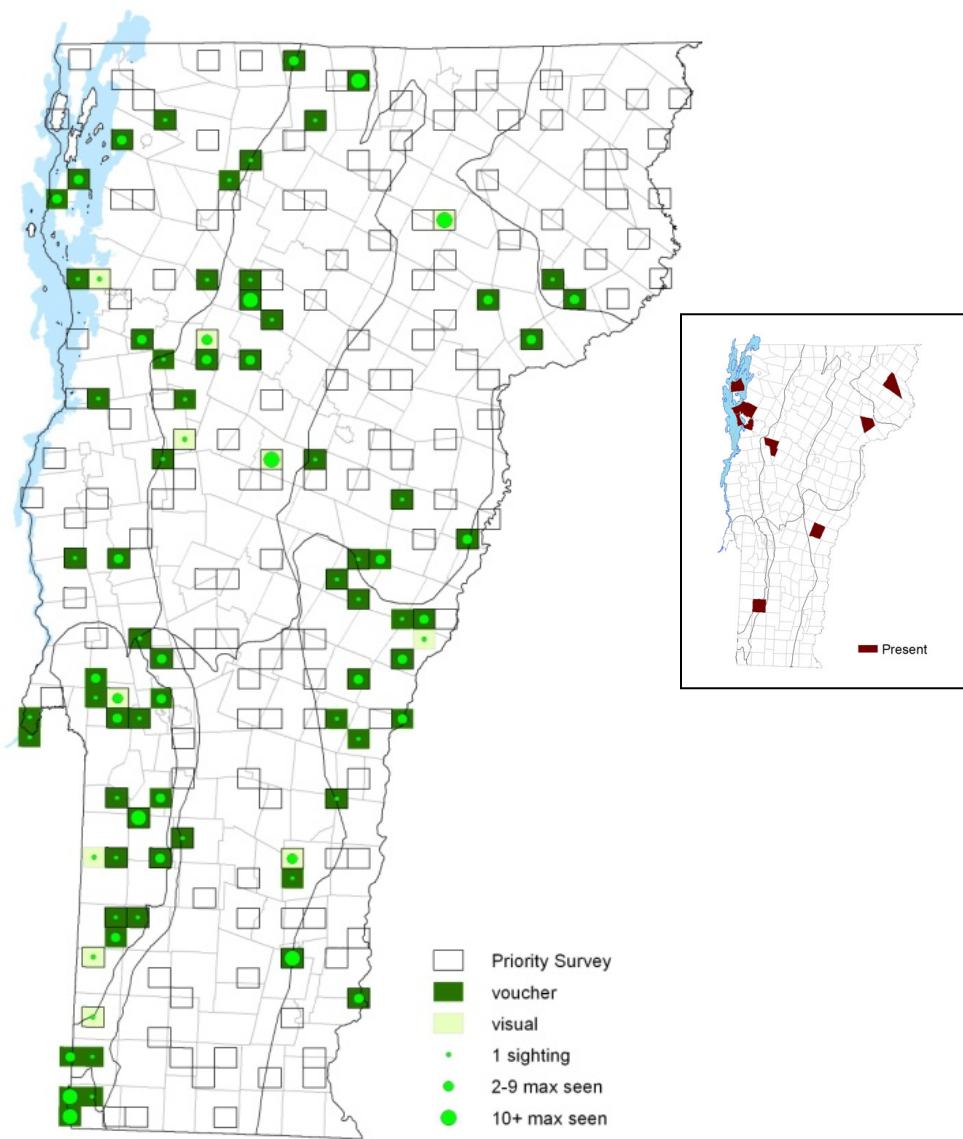 Present
Priority Survey
voucher
visual
1 sighting
2-9 max seen
10+ max seen